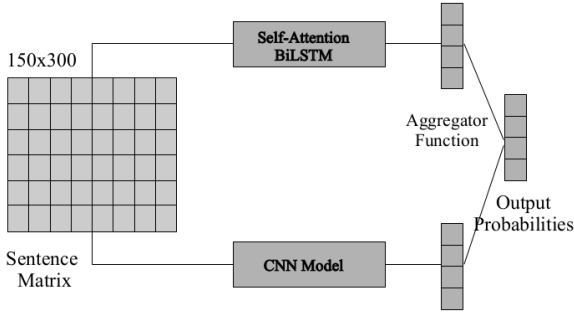 150x300
Self-Attention
BiLSTM
Aggregator
Function
Output
Probabilities
Sentence
Matrix
CNN Model